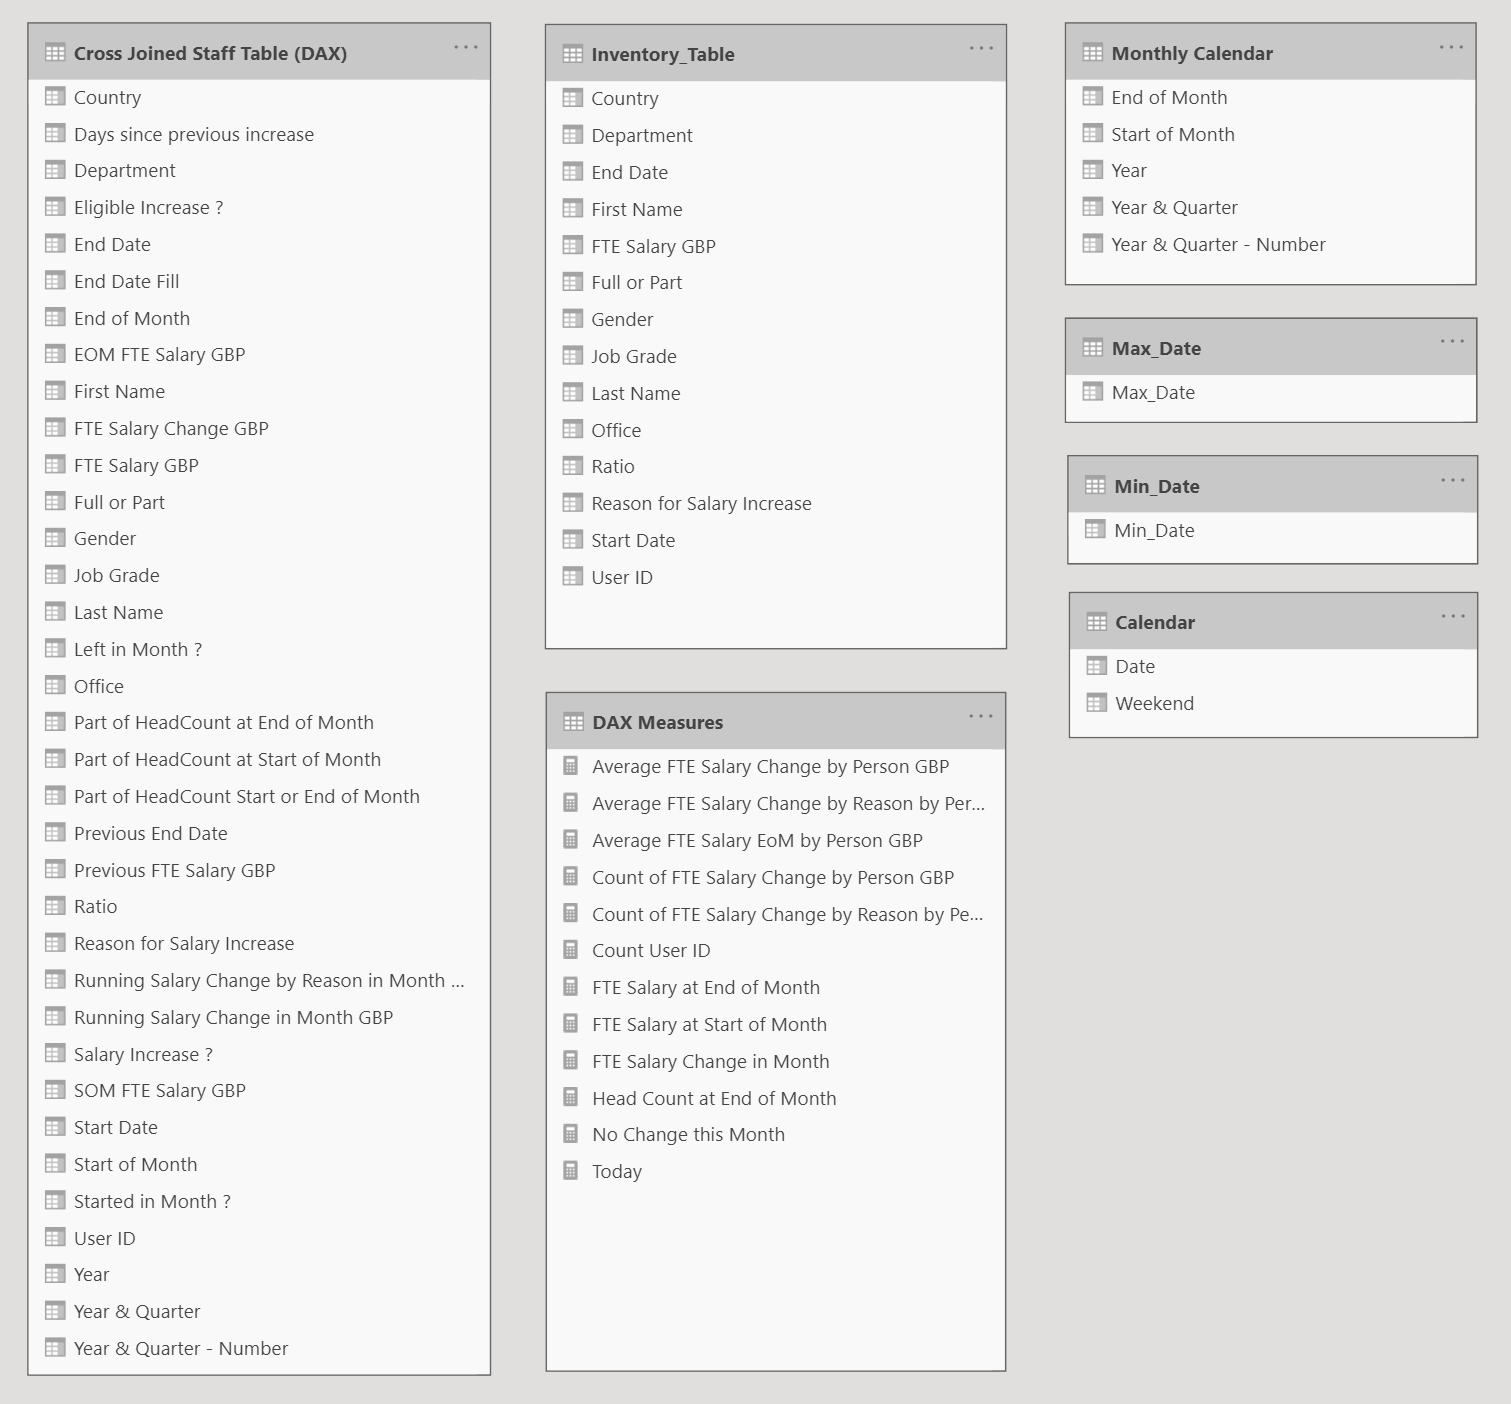 Cross Joined Staff Table (DAX)
Country
Days since previous increase
Department
Eligible Increase ?
End Date
End Date Fill
End of Month
EOM FTE Salary GBP
First Name
FTE Salary Change GBP
FTE Salary GBP
Full or Part
Gender
Job Grade
Last Name
Left in Month ?
Office
Part of HeadCount at End of Month
Part of HeadCount at Start of Month
Part of HeadCount Start or End of Month
Previous End Date
Previous FTE Salary GBP
Ratio
Reason for Salary Increase
Running Salary Change by Reason in Month ...
Running Salary Change in Month GBP
Salary Increase ?
SOM FTE Salary GBP
Start Date
Start of Month
Started in Month ?
User ID
Year
Year & Quarter
Year & Quarter - Number
Inventory_Table
Country
Department
End Date
First Name
FTE Salary GBP
Full or Part
Gender
Job Grade
Last Name
Office
Ratio
Reason for Salary Increase
Start Date
User ID
DAX Measures
Average FTE Salary Change by Person GBP
Average FTE Salary Change by Reason by Per...
Average FTE Salary EoM by Person GBP
Count of FTE Salary Change by Person GBP
Count of FTE Salary Change by Reason by Pe...
Count User ID
FTE Salary at End of Month
FTE Salary at Start of Month
FTE Salary Change in Month
Head Count at End of Month
No Change this Month
Today
Monthly Calendar
End of Month
Start of Month
Year
Year & Quarter
Year & Quarter - Number
Max_Date
Max_Date
Min_Date
Min_Date
Calendar
Date
Weekend